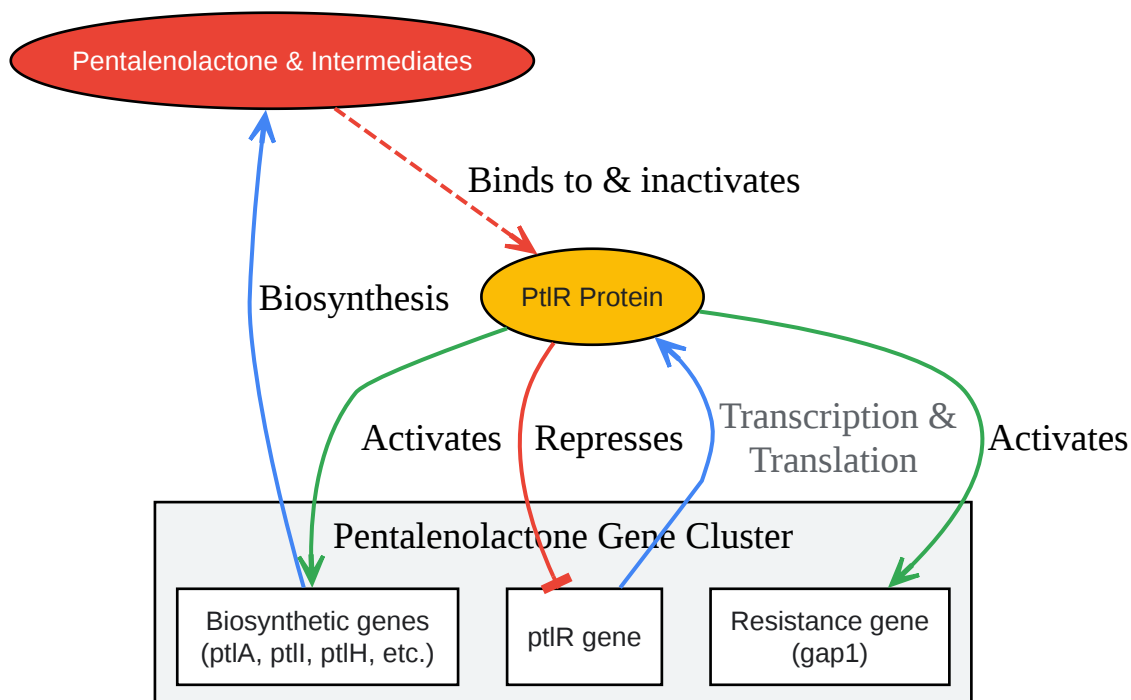 Pentalenolactone & Intermediates
Binds to & inactivates
PtlR Protein
Biosynthesis
Activates
Represses
Transcription &
Translation
Activates
Pentalenolactone Gene Cluster
Biosynthetic genes
(ptlA, ptlI, ptlH, etc.)
ptlR gene
Resistance gene
(gap1)